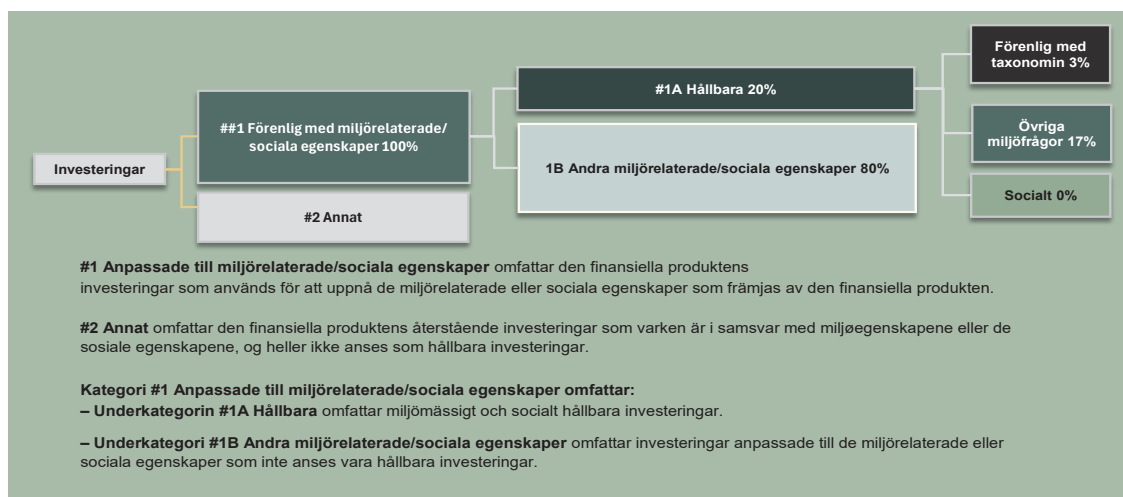 Förenlig med
taxonomin 3%
#1A Hållbara 20%
##1 Förenlig med miljörelaterade/
sociala egenskaper 100%
Övriga
miljöfrågor 17%
Investeringar
1B Andra miljörelaterade/sociala egenskaper 80%
Socialt 0%
#2 Annat
#1 Anpassade till miljörelaterade/sociala egenskaper omfattar den finansiella produktens
investeringar som används för att uppnå de miljörelaterade eller sociala egenskaper som främjas av den finansiella produkten.
#2 Annat omfattar den finansiella produktens återstående investeringar som varken är i samsvar med miljøegenskapene eller de
sosiale egenskapene, og heller ikke anses som hållbara investeringar.
Kategori #1 Anpassade till miljörelaterade/sociala egenskaper omfattar:
– Underkategorin #1A Hållbara omfattar miljömässigt och socialt hållbara investeringar.
– Underkategori #1B Andra miljörelaterade/sociala egenskaper omfattar investeringar anpassade till de miljörelaterade eller
sociala egenskaper som inte anses vara hållbara investeringar.